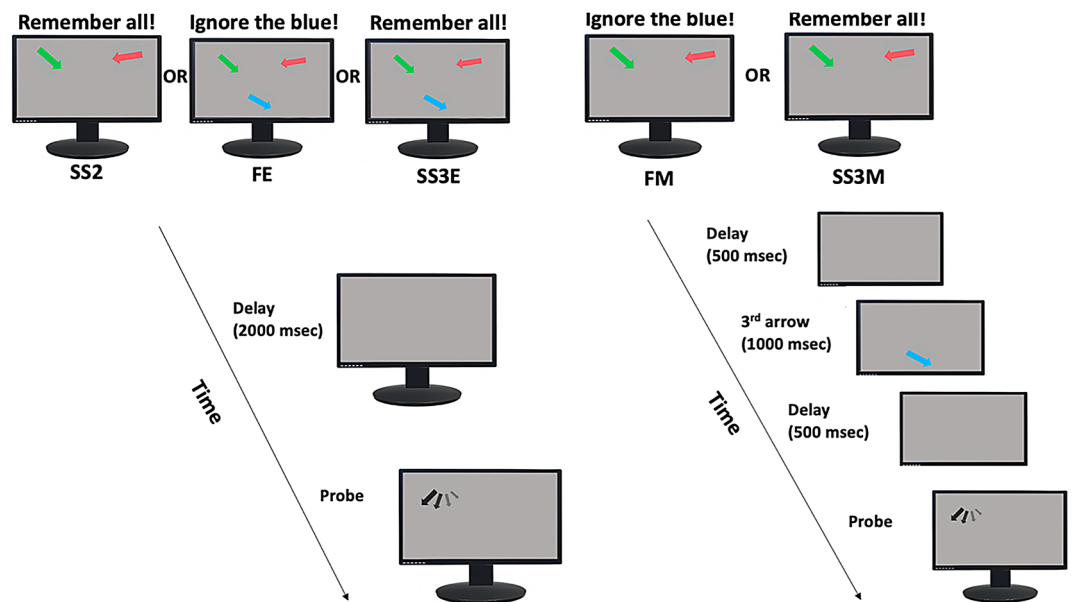 Remember all!
OR
Ignore the blue!
OR
Remember all!
SS2
FE
SS3E
Ignore the blue!
OR
Remember all!
FM
SS3M
Delay
(2000 msec)
Time
Probe
Delay
(500 msec)
3rd arrow
(1000 msec)
Delay
(500 msec)
Time
Probe